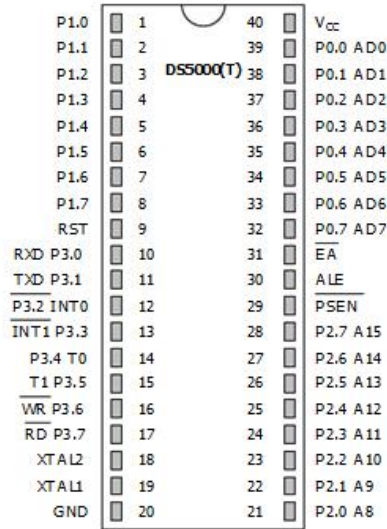 P1.0 1 40 VCC
P1.1 2 39 P0.0 AD0
P1.2 3 DS5000(T) 38 P0.1 AD1
P1.3 4 37 P0.2 AD2
P1.4 5 36 P0.3 AD3
P1.5 6 35 P0.4 AD4
P1.6 7 34 P0.5 AD5
P1.7 8 33 P0.6 AD6
RST 9 32 P0.7 AD7
RXD P3.0 10 31 EA
TXD P3.1 11 30 ALE
P3.2 INT0 12 29 PSEN
INT1 P3.3 13 28 P2.7 A15
P3.4 T0 14 27 P2.6 A14
T1 P3.5 15 26 P2.5 A13
WR P3.6 16 25 P2.4 A12
RD P3.7 17 24 P2.3 A11
XTAL2 18 23 P2.2 A10
XTAL1 19 22 P2.1 A9
GND 20 21 P2.0 A8